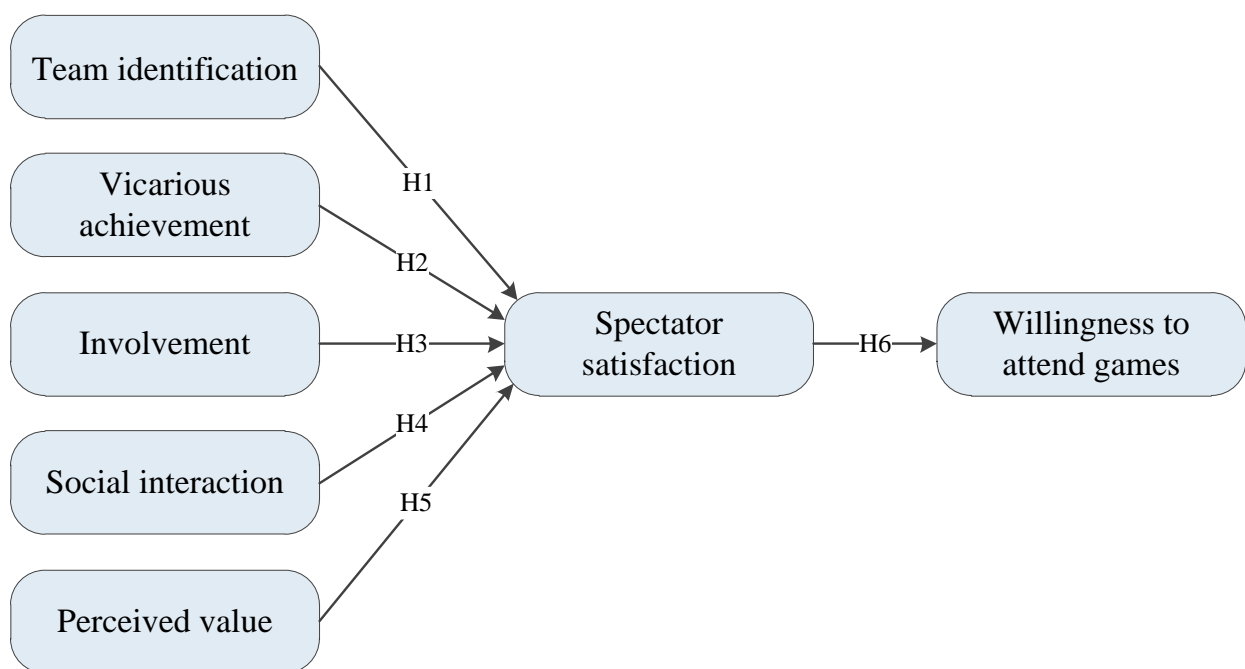 Team identification
Vicarious
achievement
Involvement
Social interaction
Perceived value
H1
H2
H3
H4
H5
Spectator
satisfaction
H6
Willingness to
attend games